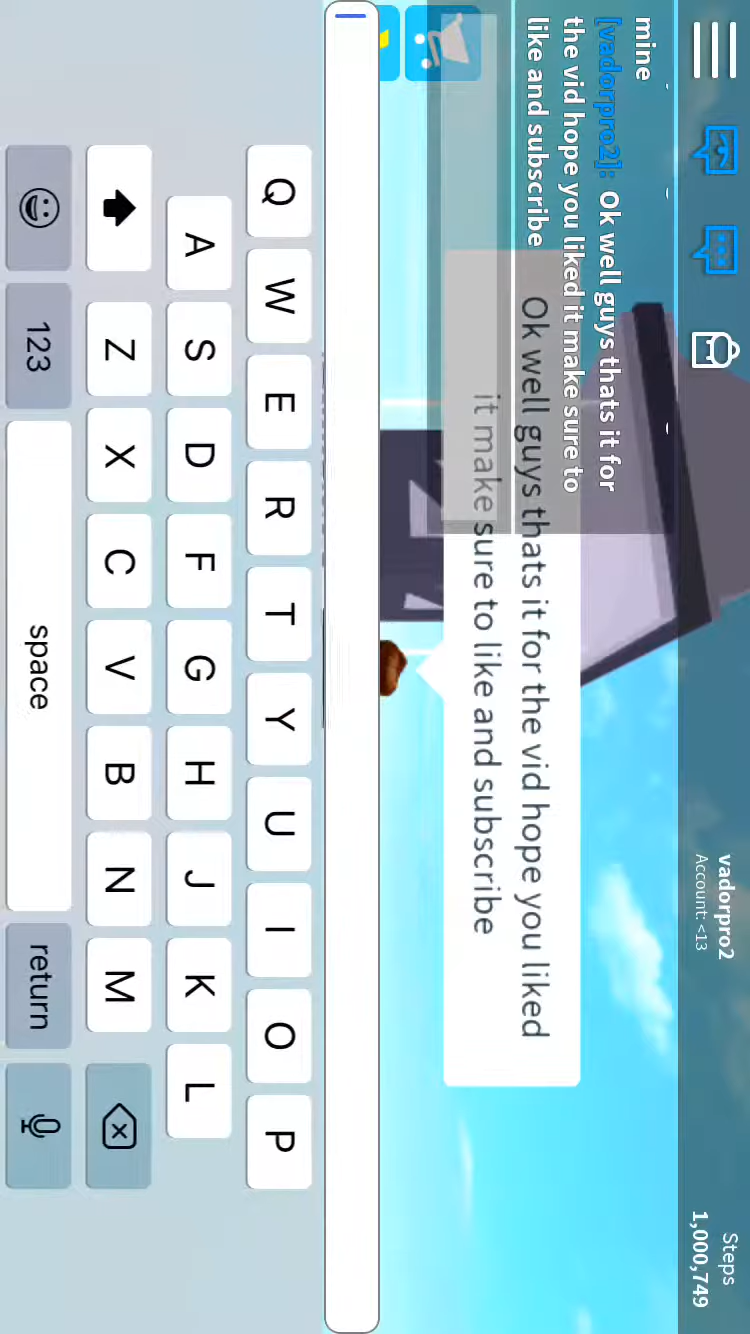 vadorpro2
Account: <13
Steps
1,000,749
mine
[vadorpro2]: Ok well guys thats it for
the vid hope you liked it make sure to
like and subscribe
Ok well guys thats it for the vid hope you liked
it make sure to like and subscribe
Q W E R T Y U I O P
A S D F G H J K L
Z X C V B N M
123 space return